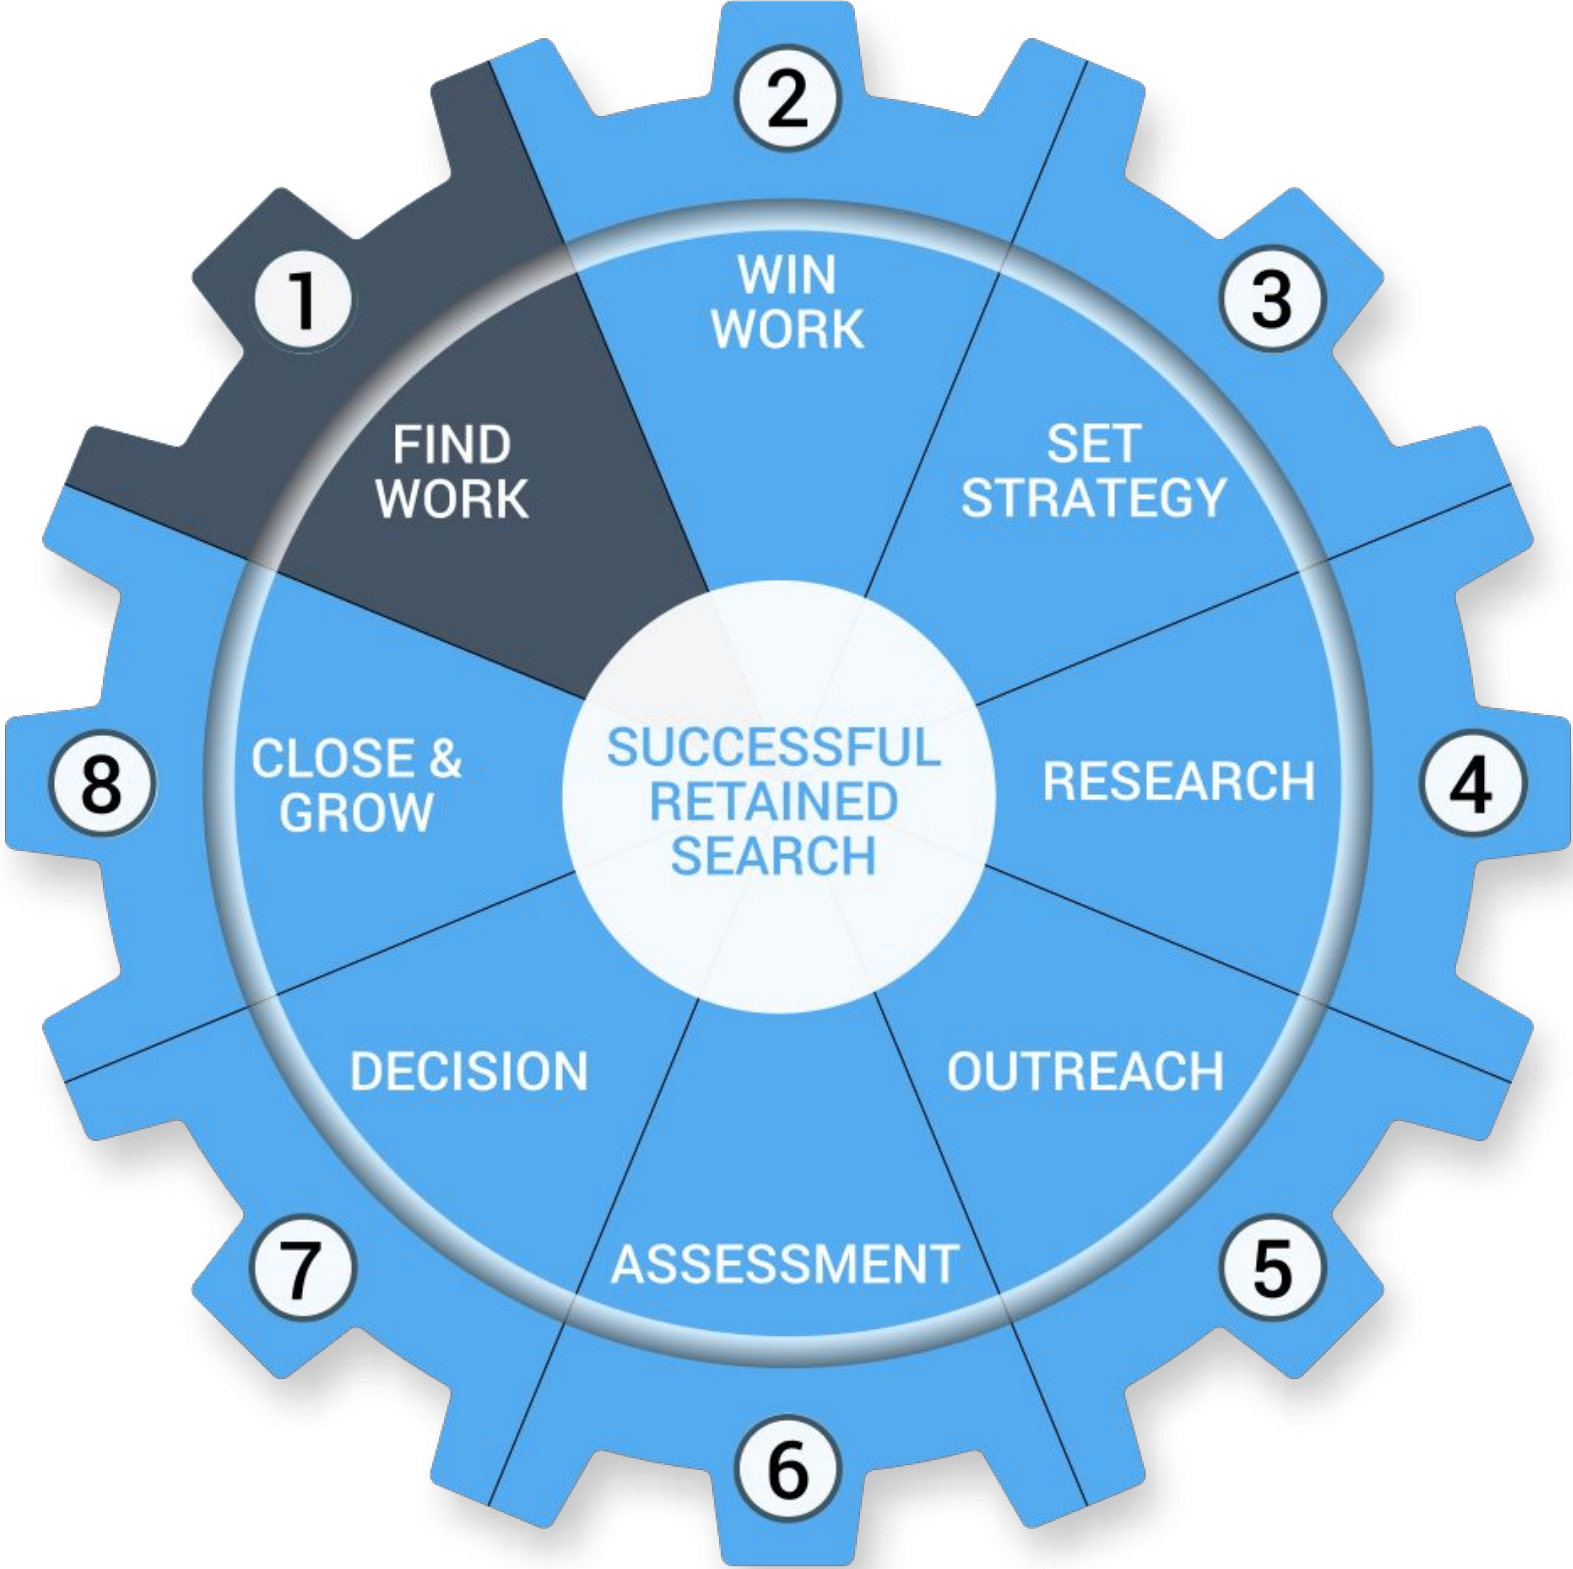 1
FIND
WORK
2
WIN
WORK
3
SET
STRATEGY
4
RESEARCH
5
OUTREACH
6
ASSESSMENT
7
DECISION
8
CLOSE &
GROW
SUCCESSFUL
RETAINED
SEARCH